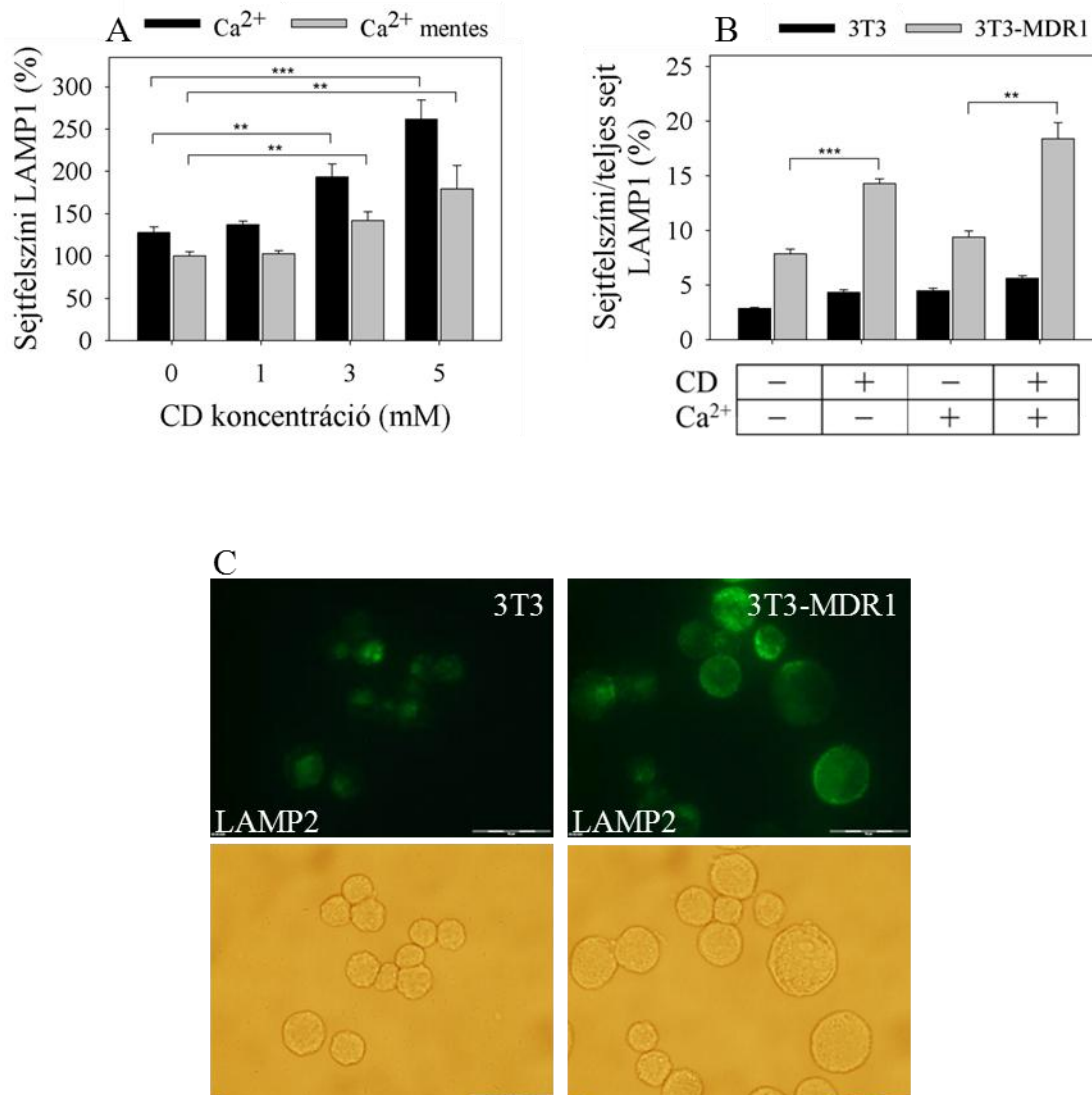 A
Ca²⁺ Ca²⁺ mentes
Sejtfelszíni LAMP1 (%)
300
250
200
150
100
50
0
*** 
**
**
**
0 1 3 5
CD koncentráció (mM)
B
3T3 3T3-MDR1
Sejtfelszíni/teljes sejt
LAMP1 (%)
25
20
15
10
5
0
**
***
CD − + − +
Ca²⁺ − − + +
C
3T3
LAMP2
3T3-MDR1
LAMP2